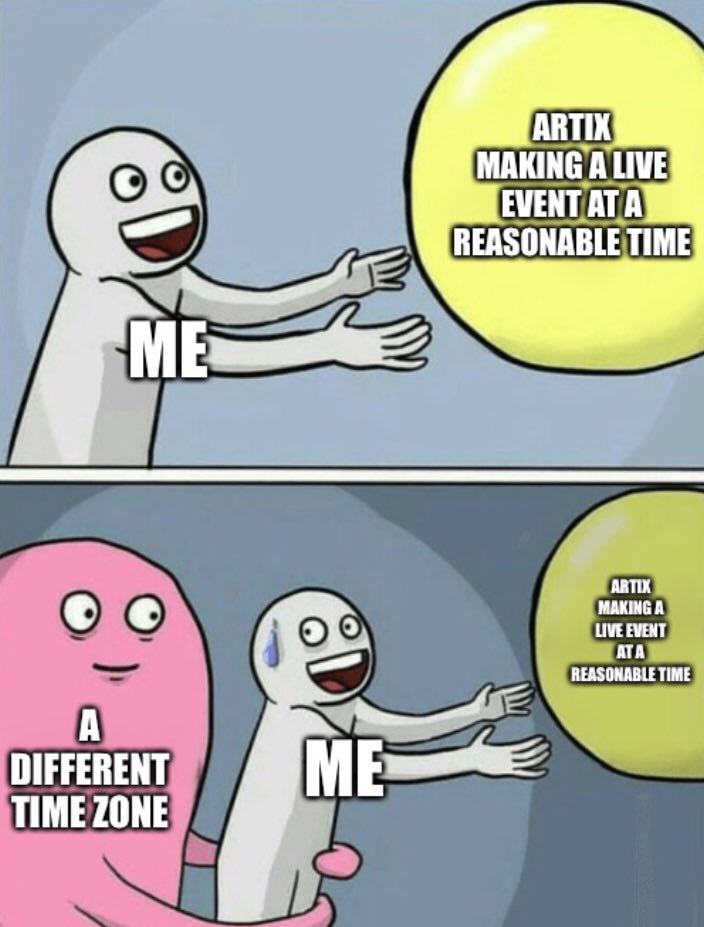 ARTIX
MAKING A LIVE
EVENT AT A
REASONABLE TIME
ME
ARTIX
MAKING A
LIVE EVENT
AT A
REASONABLE TIME
A
DIFFERENT
TIME ZONE
ME